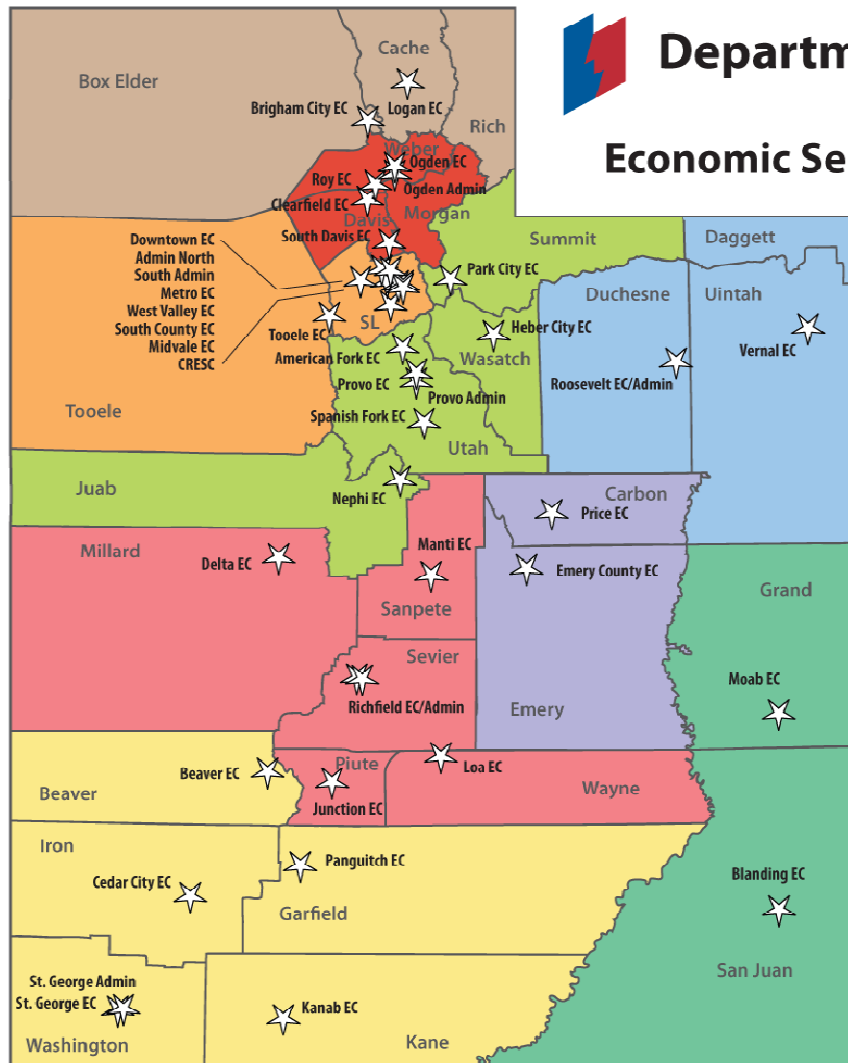 Departm
Economic Se
Cache
Box Elder
Logan EC
Brigham City EC
Rich
Weber
Ogden EC
Roy EC
Ogden Admin
Clearfield EC
Davis
Morgan
South Davis EC
Summit
Daggett
Downtown EC
Admin North
South Admin
Metro EC
West Valley EC
South County EC
Midvale EC
CRESC
Park City EC
Duchesne
Uintah
SL
Tooele EC
Heber City EC
Vernal EC
American Fork EC
Wasatch
Roosevelt EC/Admin
Provo EC
Provo Admin
Tooele
Spanish Fork EC
Utah
Juab
Nephi EC
Carbon
Price EC
Millard
Delta EC
Manti EC
Emery County EC
Grand
Sanpete
Sevier
Moab EC
Richfield EC/Admin
Emery
Piute
Loa EC
Beaver EC
Beaver
Junction EC
Wayne
Iron
Panguitch EC
Cedar City EC
Blanding EC
Garfield
San Juan
St. George Admin
St. George EC
Kanab EC
Washington
Kane